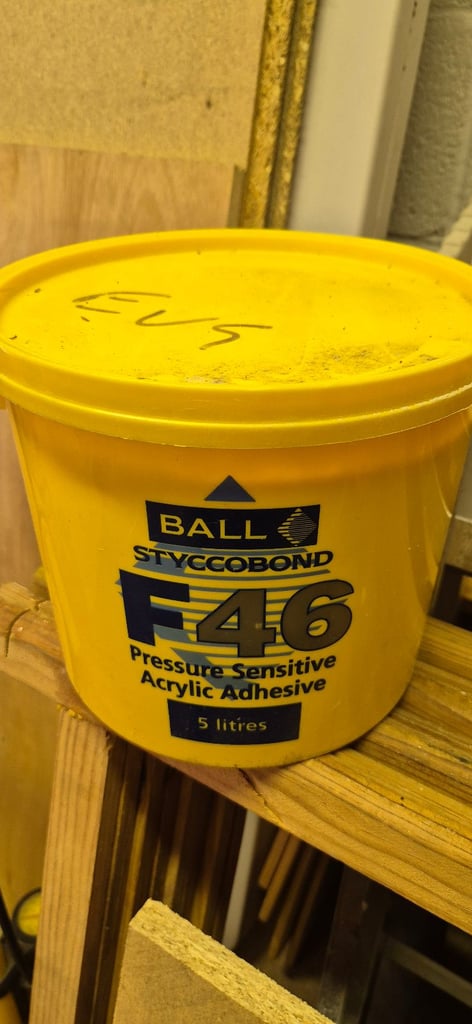 EVS
BALL
STYCCOBOND
F46
Pressure Sensitive
Acrylic Adhesive
5 litres